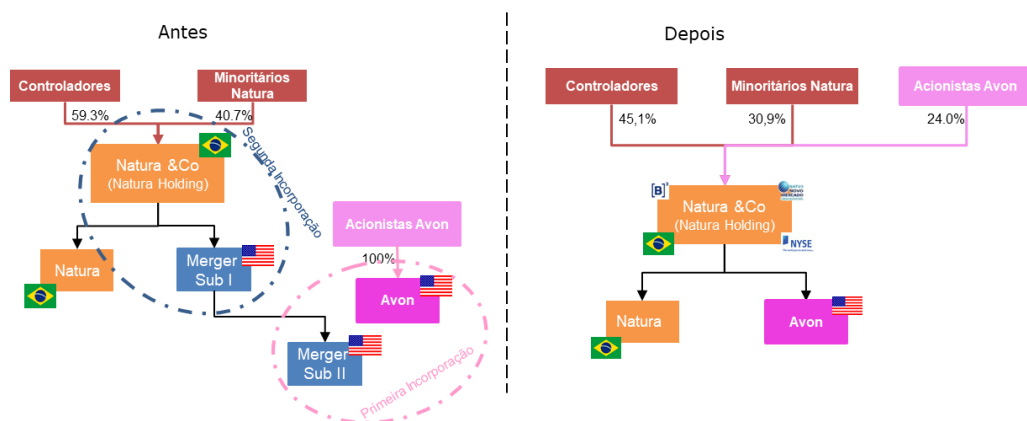 Antes
Controladores
Minoritários
Natura
59.3%
40.7%
Natura &Co
(Natura Holding)
Segunda Incorporação
Natura
Merger
Sub I
Acionistas Avon
100%
Avon
Merger
Sub II
Primeira Incorporação
Depois
Controladores
Minoritários Natura
Acionistas Avon
45,1%
30,9%
24.0%
[B]³
NOVO
MERCADO
Natura &Co
(Natura Holding)
NYSE
Natura
Avon